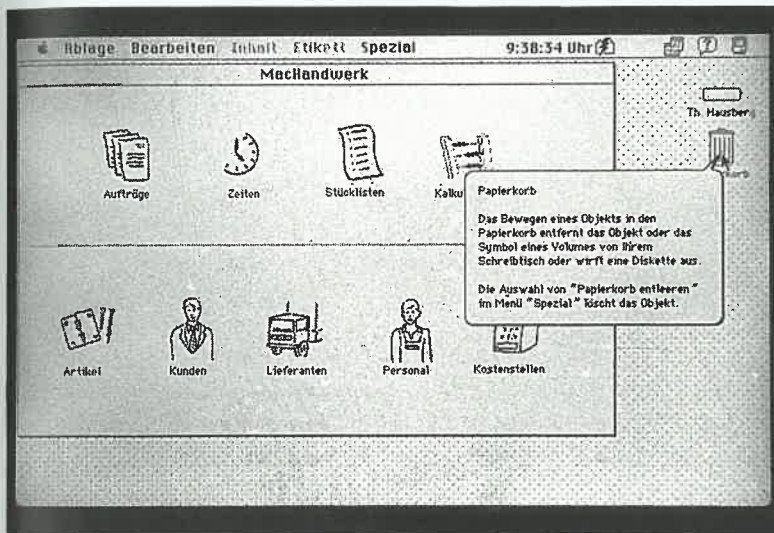 Ablage Bearbeiten Inhalt Etikett Spezial 9:38:34 Uhr
MacHandwerk
Th. Hausber
Aufträge Zeiten Stücklisten Kalku
Papierkorb
Das Bewegen eines Objekts in den
Papierkorb entfernt das Objekt oder das
Symbol eines Volumes von Ihrem
Schreibtisch oder wirft eine Diskette aus.
Die Auswahl von "Papierkorb entleeren"
im Menü "Spezial" löscht das Objekt.
Artikel Kunden Lieferanten Personal Kostenstellen